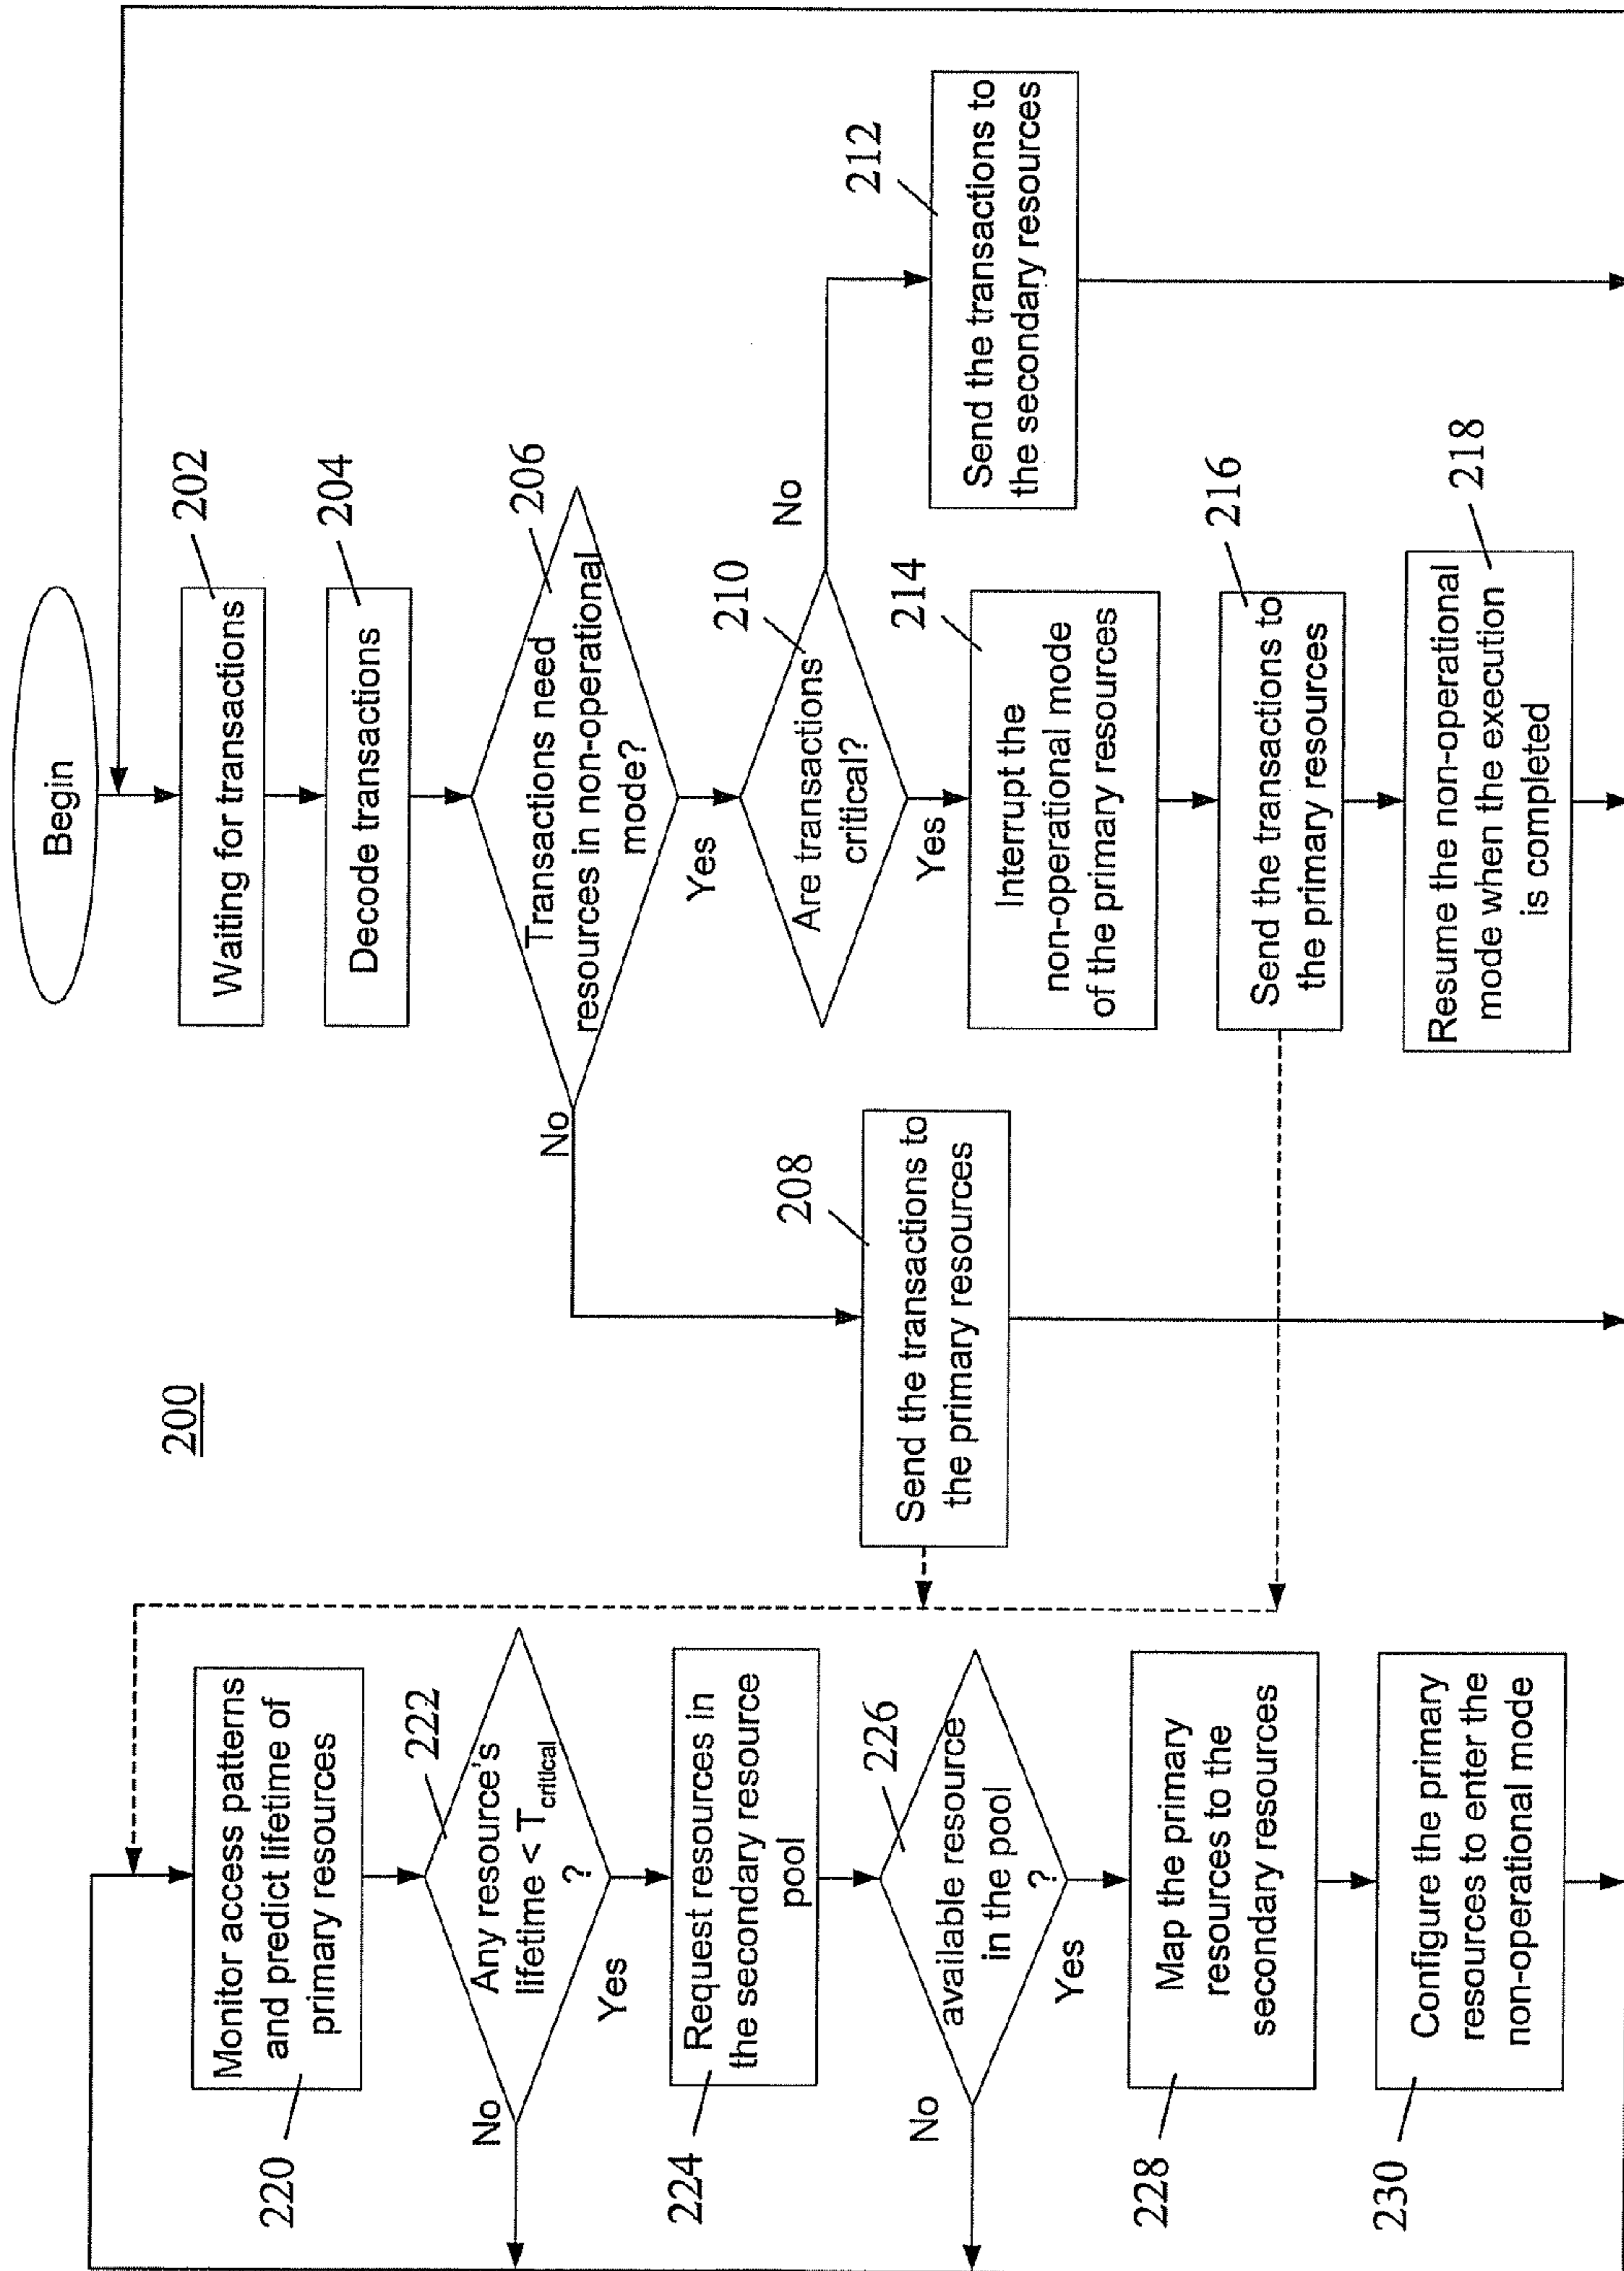 200
Begin
202
Waiting for transactions
204
Decode transactions
206
Transactions need
resources in non-operational
mode?
No
Yes
208
Send the transactions to
the primary resources
210
Are transactions
critical?
No
Yes
212
Send the transactions to
the secondary resources
214
Interrupt the
non-operational mode
of the primary resources
216
Send the transactions to
the primary resources
218
Resume the non-operational
mode when the execution
is completed
220
Monitor access patterns
and predict lifetime of
primary resources
222
Any resource's
lifetime < Tcritical
?
No
Yes
224
Request resources in
the secondary resource
pool
226
available resource
in the pool
?
No
Yes
228
Map the primary
resources to the
secondary resources
230
Configure the primary
resources to enter the
non-operational mode